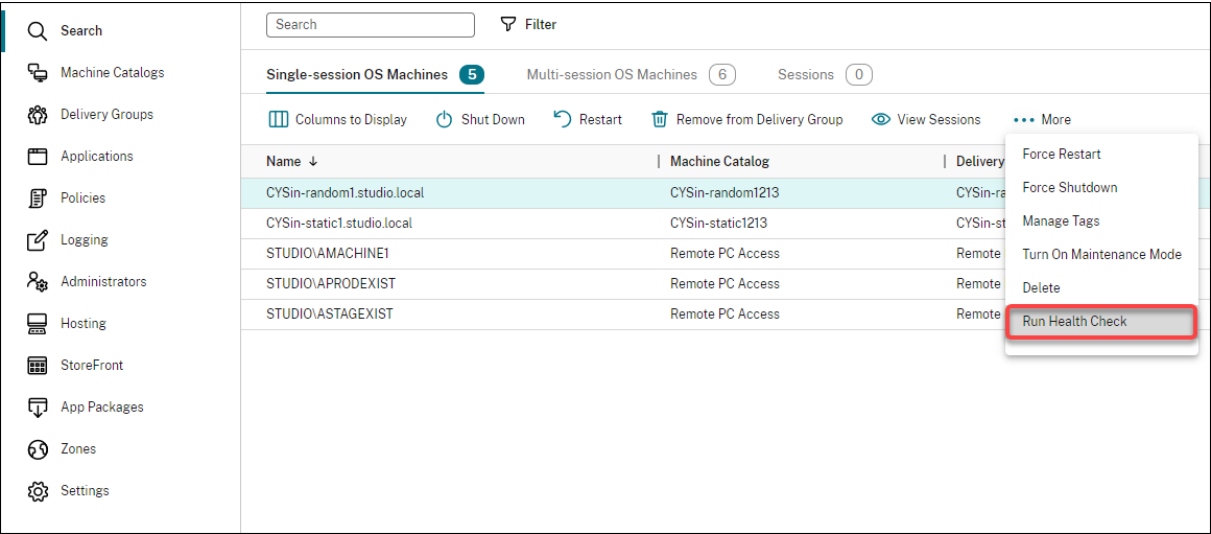 Search
Machine Catalogs
Delivery Groups
Applications
Policies
Logging
Administrators
Hosting
StoreFront
App Packages
Zones
Settings
Search Filter
Single-session OS Machines 5 Multi-session OS Machines 6 Sessions 0
Columns to Display Shut Down Restart Remove from Delivery Group View Sessions ••• More
Name ↓ Machine Catalog Delivery
CYSin-random1.studio.local CYSin-random1213 CYSin-ra
CYSin-static1.studio.local CYSin-static1213 CYSin-st
STUDIO\AMACHINE1 Remote PC Access Remote
STUDIO\APRODEXIST Remote PC Access Remote
STUDIO\ASTAGEXIST Remote PC Access Remote
Force Restart
Force Shutdown
Manage Tags
Turn On Maintenance Mode
Delete
Run Health Check